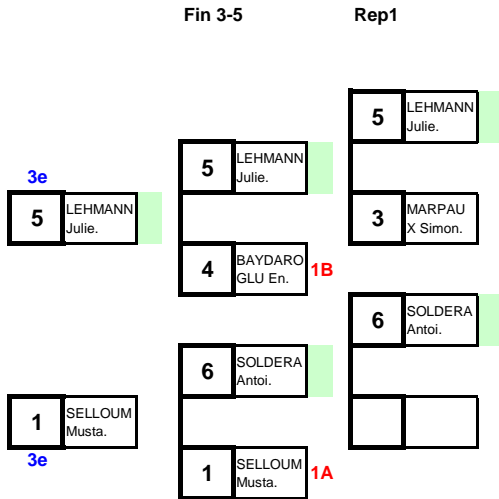 Fin 3-5
Rep1
5
LEHMANN
Julie.
5
LEHMANN
Julie.
3e
5
LEHMANN
Julie.
3
MARPAU
X Simon.
4
BAYDARO
GLU En.
1B
6
SOLDERA
Antoi.
6
SOLDERA
Antoi.
1
SELLOUM
Musta.
3e
1
SELLOUM
Musta.
1A